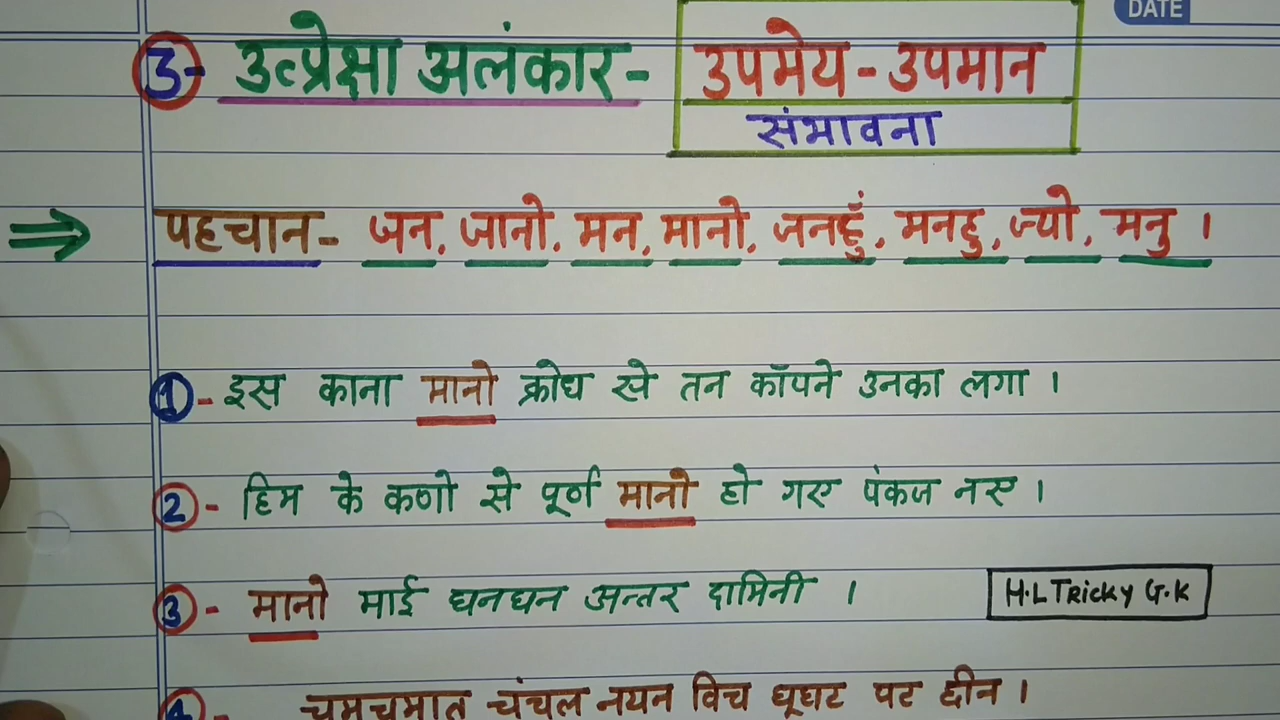 DATE
3- उत्प्रेक्षा अलंकार- उपमेय-उपमान
संभावना
⇒ पहचान- जन, जानो, मन, मानो, जनहुँ, मनहु, ज्यो, मनु ।
1- इस काना मानो क्रोध से तन काँपने उनका लगा ।
2- हिम के कणो से पूर्ण मानो हो गए पंकज नए ।
3- मानो माई घनघन अन्तर दामिनी ।
H.L Tricky G.K
4- चमचमात चंचल नयन विच घूघट पट झीन ।